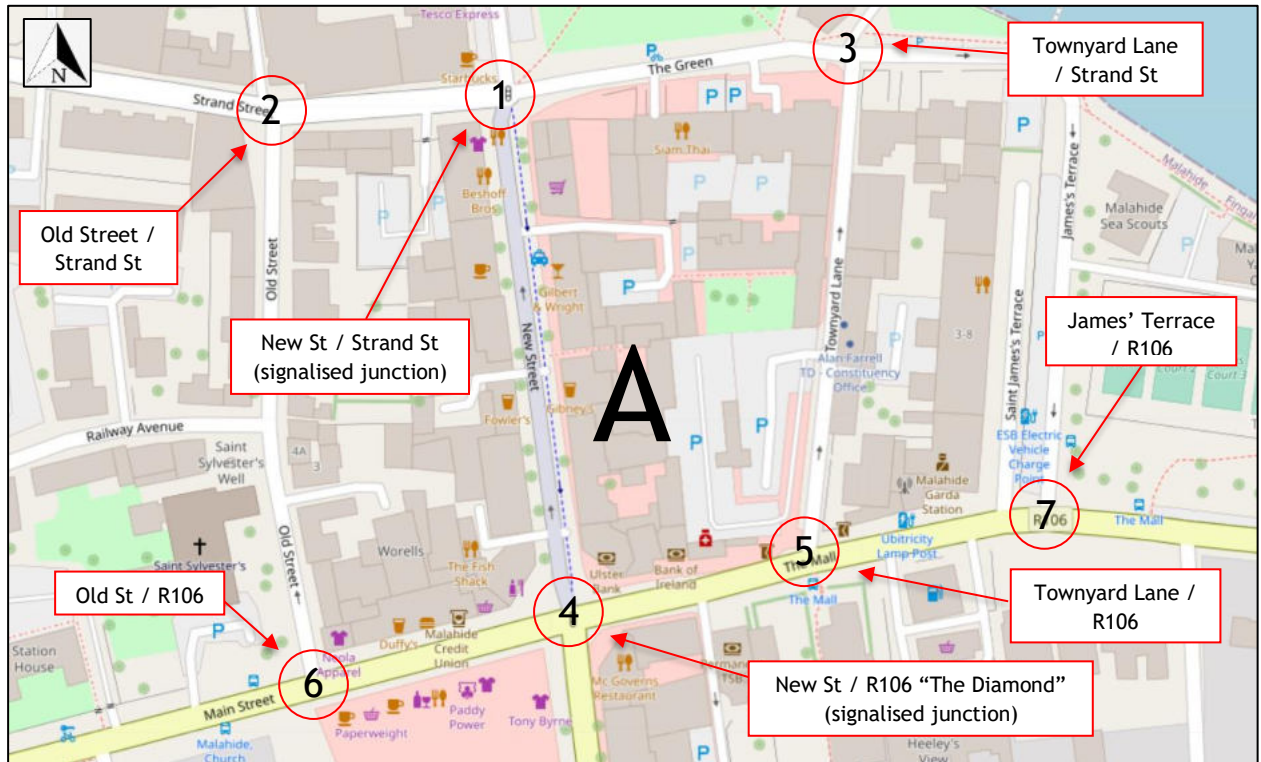 Tesco Express
N
Starbucks
The Green
P
3
Townyard Lane
/ Strand St
Strand Street
2
1
P P
P
Siam Thai
Beshoff
Bros
P
P
P
James's Terrace
Malahide
Malahide
Sea Scouts
P
Old Street /
Strand St
Old Street
P
Gilbert
& Wright
P
Townyard Lane
3-8
Saint James's Terrace
P
Court 2
Court 3
New St / Strand St
(signalised junction)
New Street
A
Alan Farrell
TD - Constituency
Office
James' Terrace
/ R106
Fowler's
Gibney's
Railway Avenue
Saint
Sylvester's
Well
4A
3
P
P
ESB Electric
Vehicle
Charge
Point
Malahide
Garda
Station
7
R106
The Mall
Old Street
Worells
Saint Sylvester's
The Fish
Shack
Ulster
Bank
Bank of
Ireland
5
The Mall
Ubitricity
Lamp Post
The Mall
Old St / R106
P
4
Townyard Lane /
R106
Station
House
Duffy's
Malahide
Credit
Union
Apparel
6
Mc Governs
Restaurant
TSB
New St / R106 “The Diamond”
(signalised junction)
Main Street
Paddy
Power
Tony Byrne
Paperweight
Malahide,
Church
P
Heeley's
View